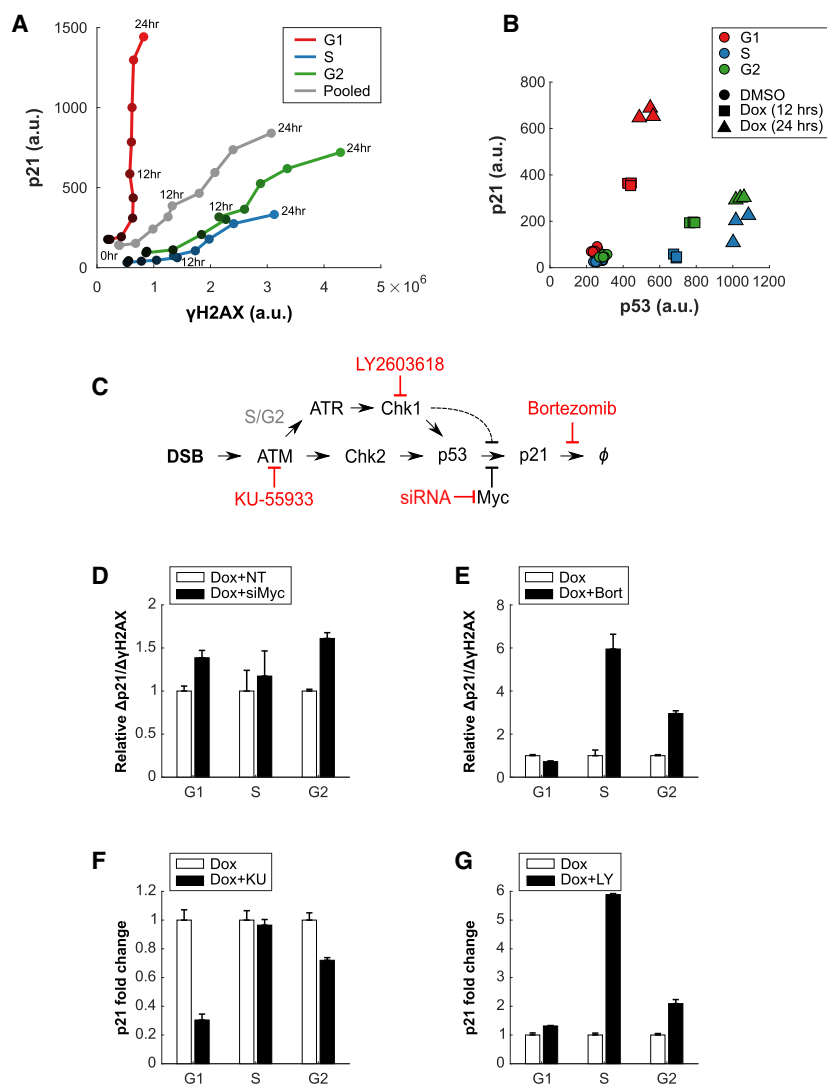 A
1500
1000
500
0
p21 (a.u.)
0 1 2 3 4 5 × 10⁶
γH2AX (a.u.)
24hr
12hr
0hr
12hr
24hr
12hr
24hr
12hr
24hr
G1
S
G2
Pooled
B
800
600
400
200
0
p21 (a.u.)
0 200 400 600 800 1000 1200
p53 (a.u.)
G1
S
G2
DMSO
Dox (12 hrs)
Dox (24 hrs)
C
LY2603618
S/G2 ATR Chk1 Bortezomib
DSB ATM Chk2 p53 p21 ϕ
KU-55933 siRNA Myc
D
Dox+NT
Dox+siMyc
Relative Δp21/ΔγH2AX
2
1.5
1
0.5
0
G1 S G2
E
Dox
Dox+Bort
Relative Δp21/ΔγH2AX
8
6
4
2
0
G1 S G2
F
Dox
Dox+KU
p21 fold change
1.2
1
0.8
0.6
0.4
0.2
0
G1 S G2
G
Dox
Dox+LY
p21 fold change
6
5
4
3
2
1
0
G1 S G2